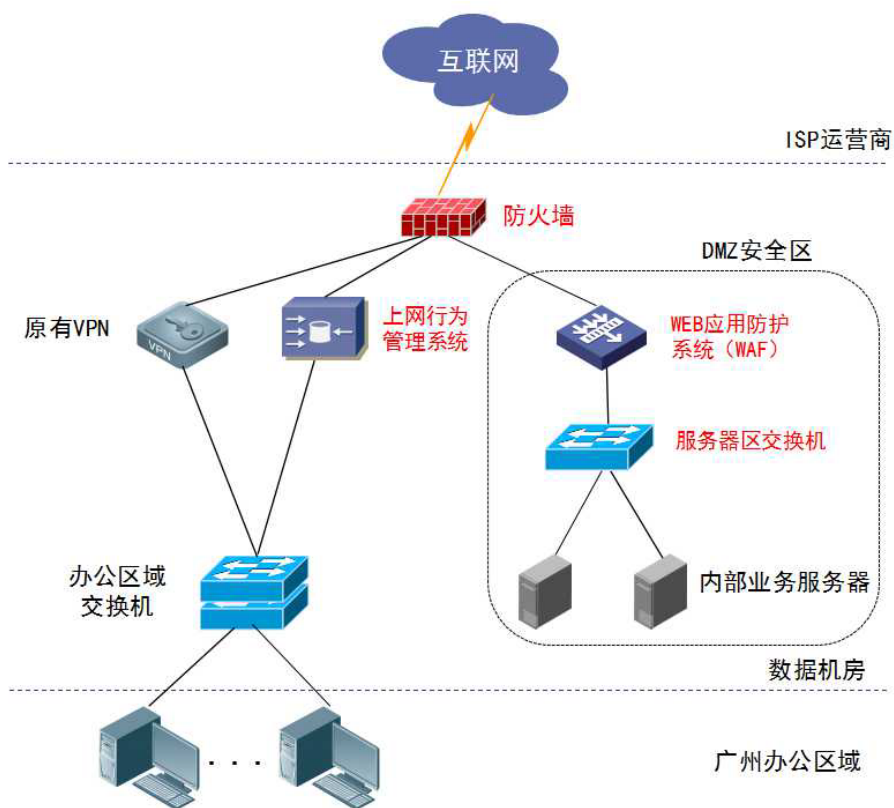 互联网
ISP运营商
防火墙
DMZ安全区
原有VPN
VPN
上网行为
管理系统
WEB应用防护
系统（WAF）
服务器区交换机
办公区域
交换机
内部业务服务器
数据机房
广州办公区域